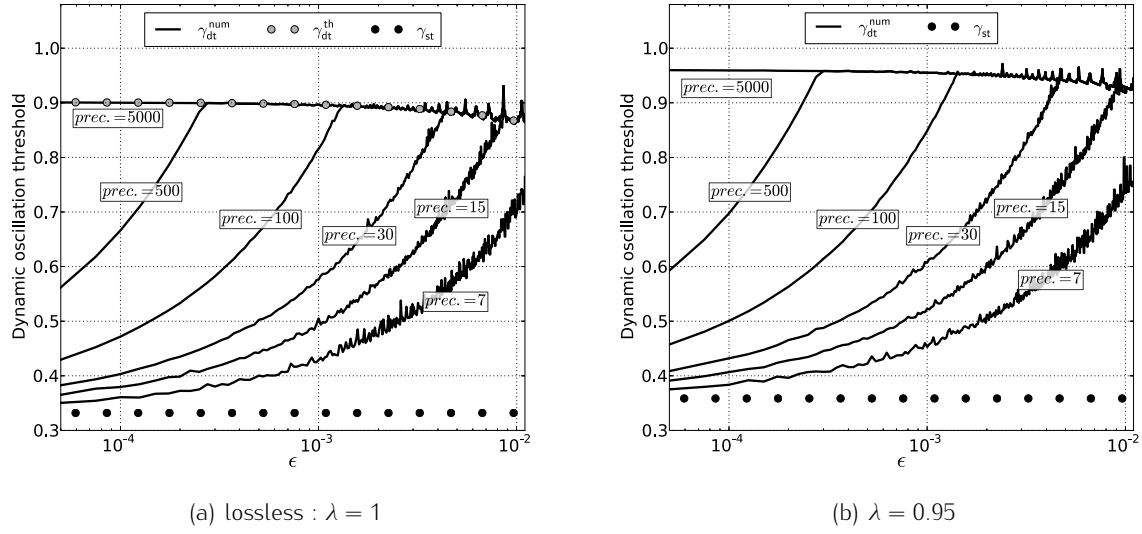 γ_dt^num γ_dt^th γ_st
1.0
0.9
0.8
0.7
0.6
0.5
0.4
0.3
Dynamic oscillation threshold
prec. = 5000
prec. = 500
prec. = 100
prec. = 30
prec. = 15
prec. = 7
10^-4 10^-3 10^-2
ϵ
(a) lossless : λ = 1
γ_dt^num γ_st
1.0
0.9
0.8
0.7
0.6
0.5
0.4
0.3
Dynamic oscillation threshold
prec. = 5000
prec. = 500
prec. = 100
prec. = 30
prec. = 15
prec. = 7
10^-4 10^-3 10^-2
ϵ
(b) λ = 0.95